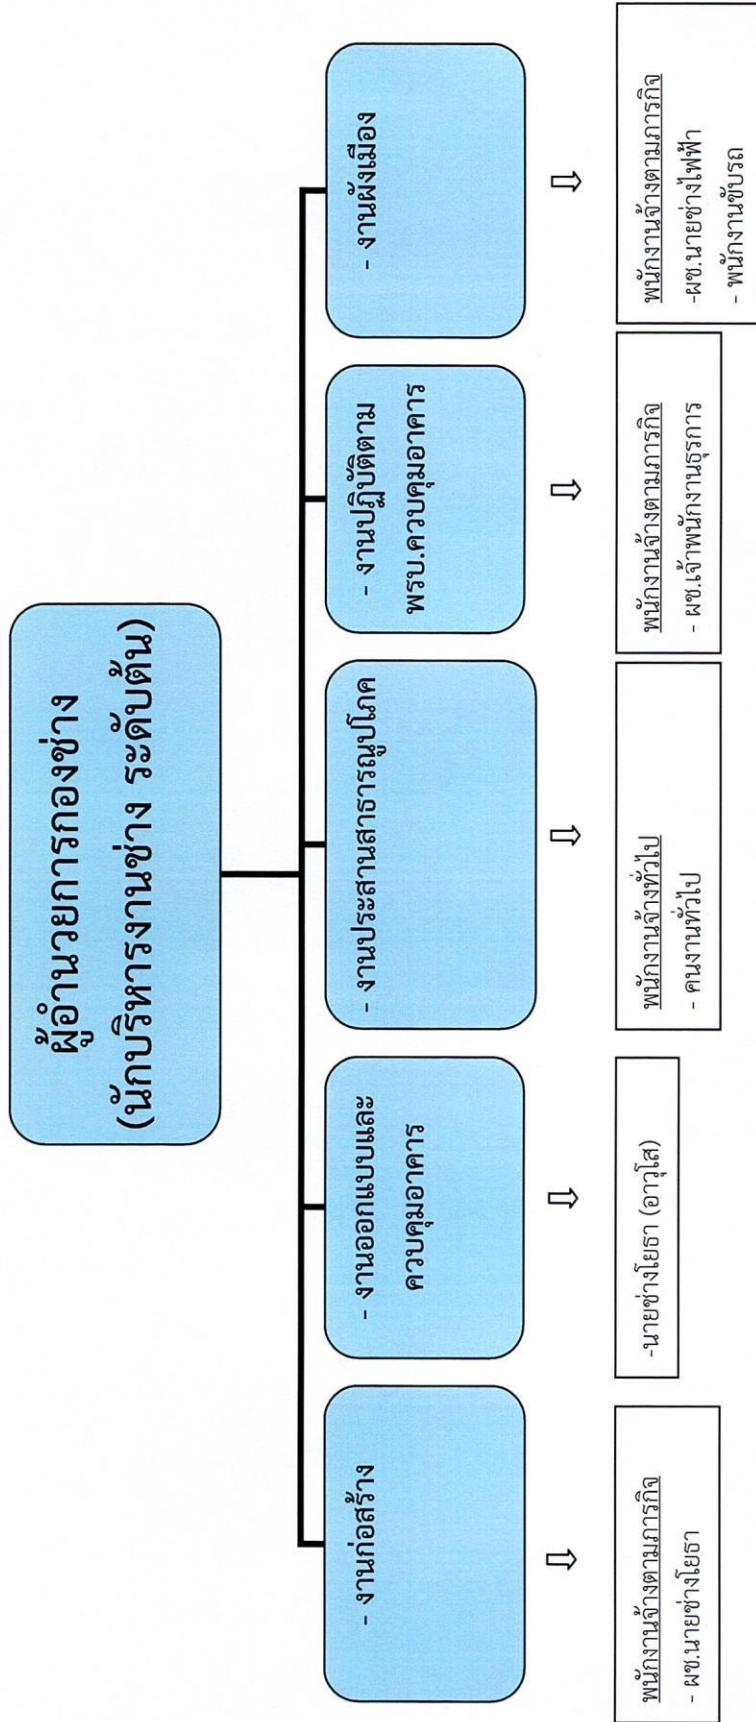 ผู้อำนวยการกองช่าง
(นักบริหารงานช่าง ระดับต้น)
- งานก่อสร้าง
- งานออกแบบและ
ควบคุมอาคาร
- งานประสานสาธารณูปโภค
- งานปฏิบัติตาม
พรบ.ควบคุมอาคาร
- งานผังเมือง
พนักงานจ้างตามภารกิจ
- ผช.นายช่างโยธา
-นายช่างโยธา (อาวุโส)
พนักงานจ้างทั่วไป
- คนงานทั่วไป
พนักงานจ้างตามภารกิจ
- ผช.เจ้าพนักงานธุรการ
พนักงานจ้างตามภารกิจ
-ผช.นายช่างไฟฟ้า
- พนักงานขับรถ